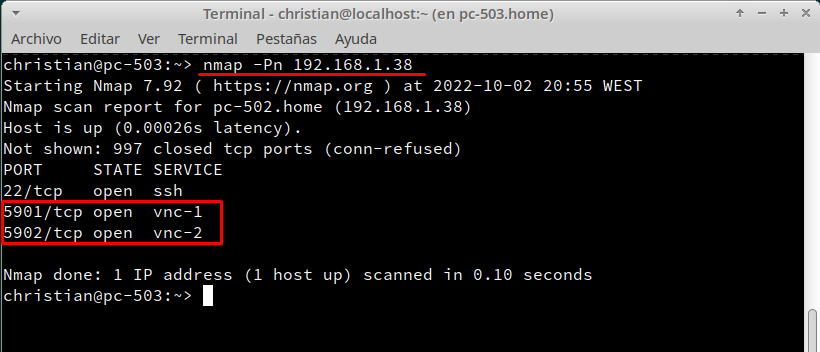 Terminal - christian@localhost:~ (en pc-503.home)
Archivo Editar Ver Terminal Pestañas Ayuda
christian@pc-503:~> nmap -Pn 192.168.1.38
Starting Nmap 7.92 ( https://nmap.org ) at 2022-10-02 20:55 WEST
Nmap scan report for pc-502.home (192.168.1.38)
Host is up (0.00026s latency).
Not shown: 997 closed tcp ports (conn-refused)
PORT     STATE SERVICE
22/tcp   open  ssh
5901/tcp open  vnc-1
5902/tcp open  vnc-2
Nmap done: 1 IP address (1 host up) scanned in 0.10 seconds
christian@pc-503:~>